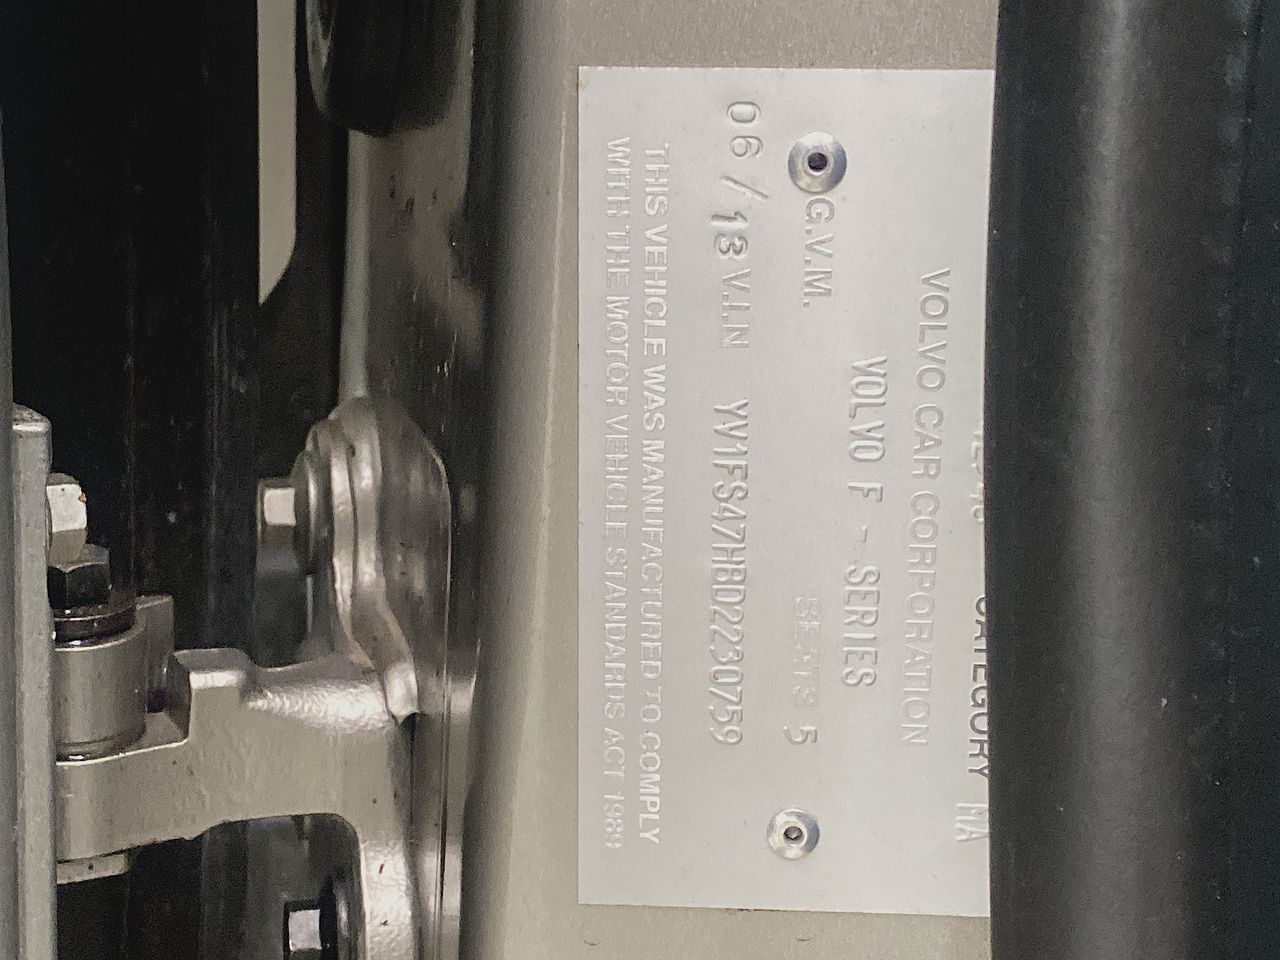 CATEGORY MA
VOLVO CAR CORPORATION
VOLVO F - SERIES
G.V.M. SEATS 5
06 / 13 V.I.N YV1FS47HBD2230759
THIS VEHICLE WAS MANUFACTURED TO COMPLY
WITH THE MOTOR VEHICLE STANDARDS ACT 1989